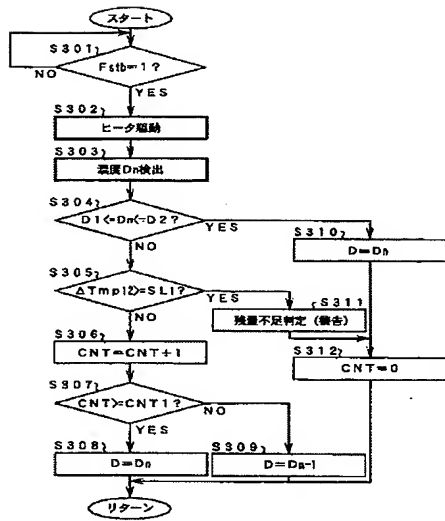 スタート
S301
Fstb=1?
NO
YES
S302
ヒータ駆動
S303
濃度Dn検出
S304
D1<=Dn<=D2?
YES
NO
S310
D=Dn
S305
ΔTmp12>=SL1?
YES
NO
S311
残量不足判定(警告)
S306
CNT=CNT+1
S312
CNT=0
S307
CNT>=CNT1?
NO
YES
S308
D=Dn
S309
D=Dn-1
リターン